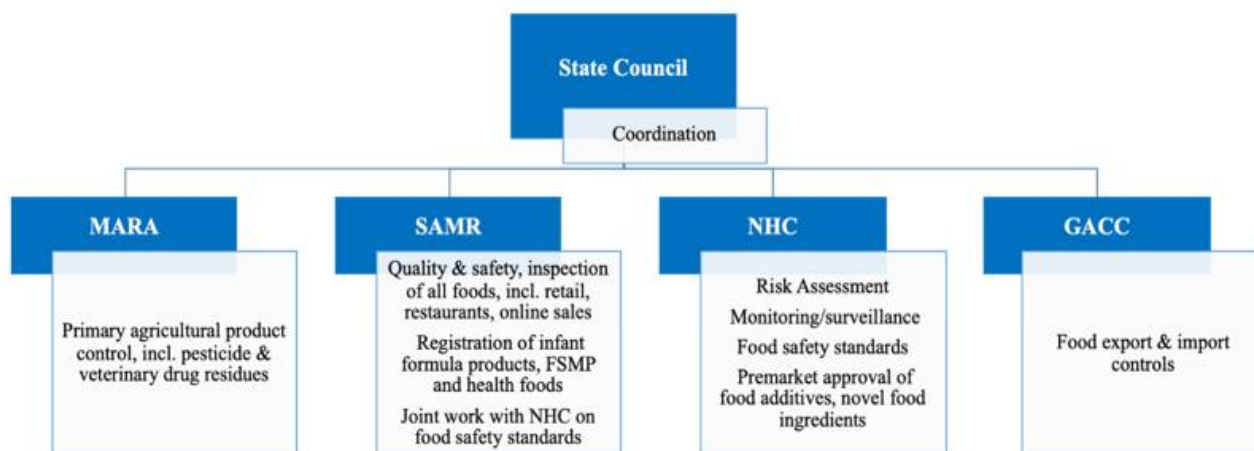 State Council
Coordination
MARA
Primary agricultural product
control, incl. pesticide &
veterinary drug residues
SAMR
Quality & safety, inspection
of all foods, incl. retail,
restaurants, online sales
Registration of infant
formula products, FSMP
and health foods
Joint work with NHC on
food safety standards
NHC
Risk Assessment
Monitoring/surveillance
Food safety standards
Premarket approval of
food additives, novel food
ingredients
GACC
Food export & import
controls